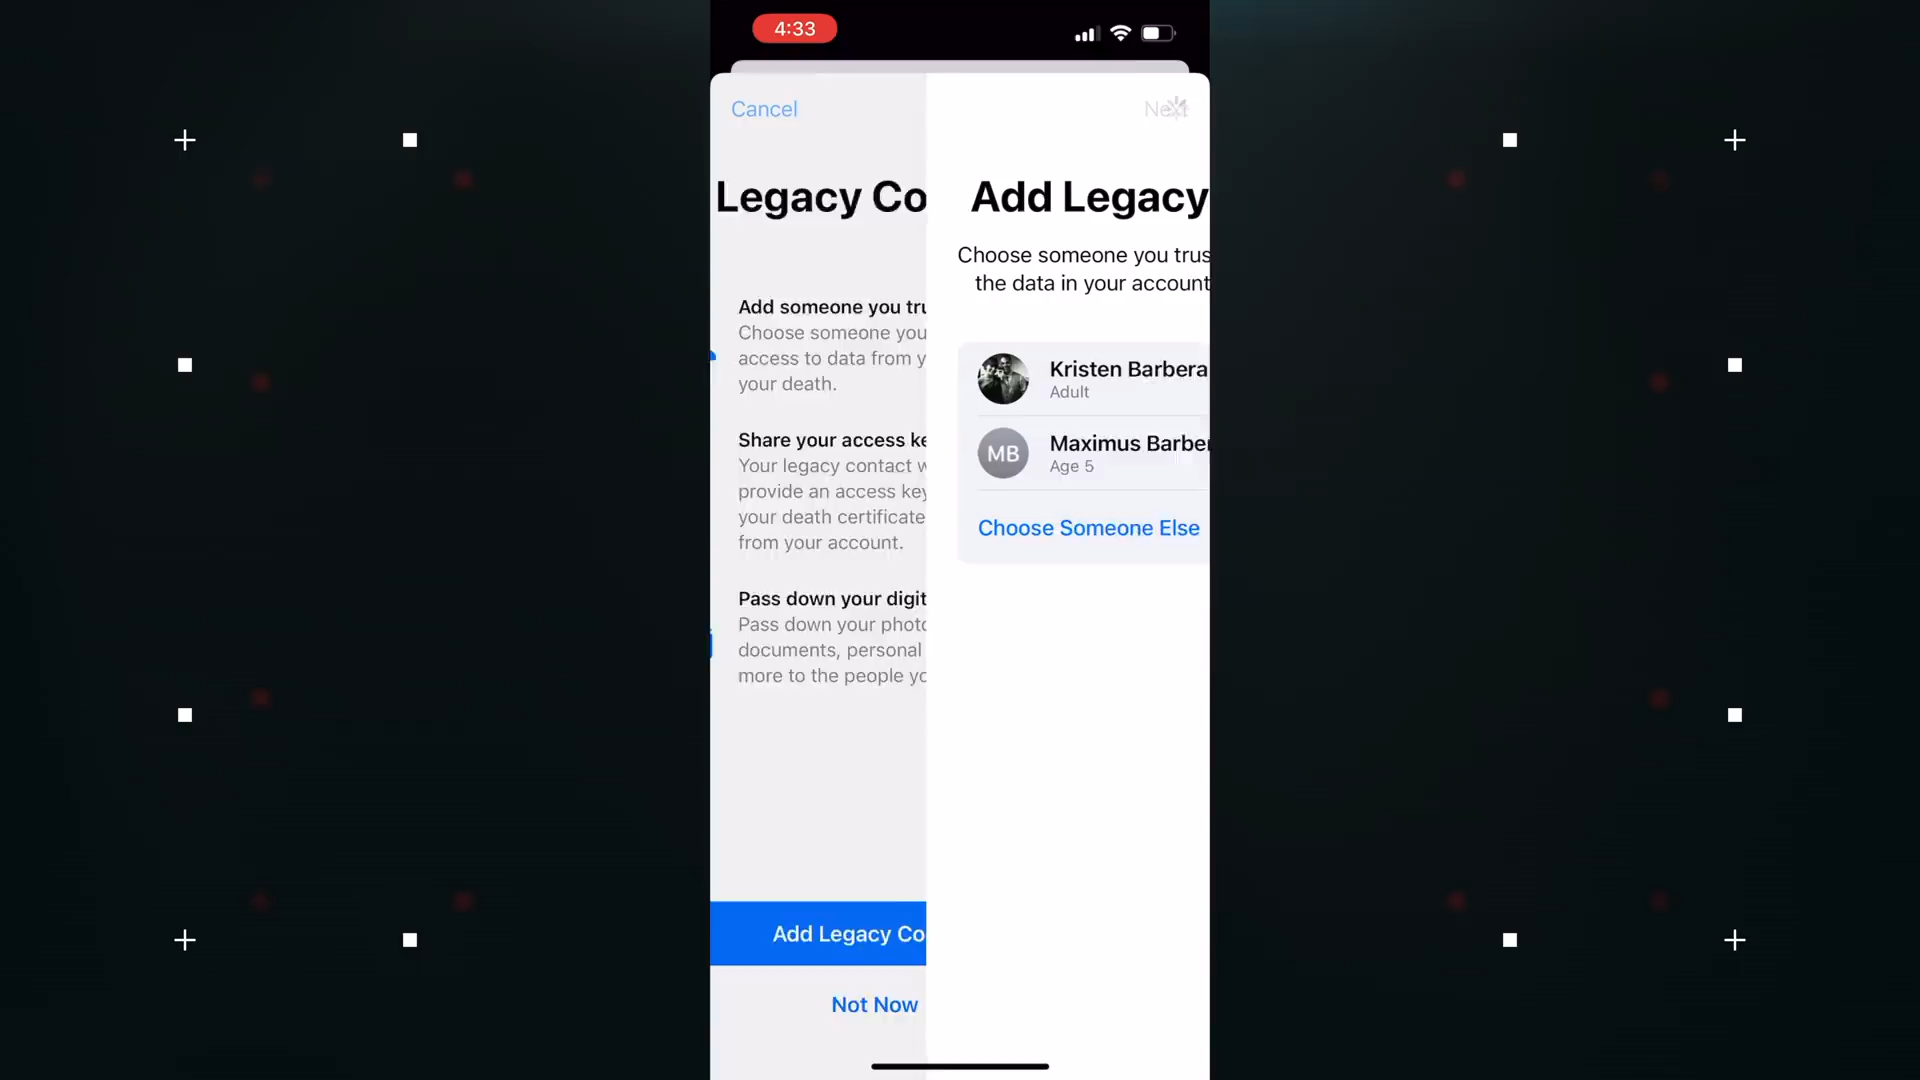 4:33
Cancel
Legacy Co
Add someone you tru
Choose someone you
access to data from y
your death.
Share your access ke
Your legacy contact w
provide an access key
your death certificate
from your account.
Pass down your digit
Pass down your photo
documents, personal
more to the people yo
Add Legacy Co
Not Now
Next
Add Legacy
Choose someone you trus
the data in your account
Kristen Barbera
Adult
MB
Maximus Barber
Age 5
Choose Someone Else